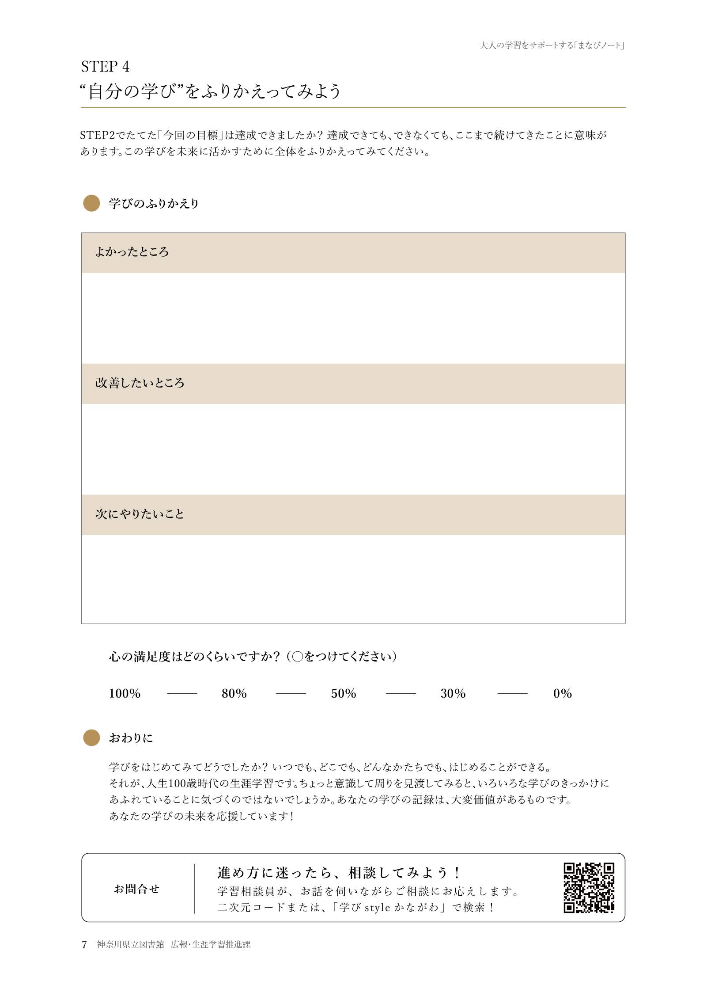 大人の学習をサポートする「まなびノート」
STEP 4
“自分の学び”をふりかえってみよう
STEP2でたてた「今回の目標」は達成できましたか？ 達成できても、できなくても、ここまで続けてきたことに意味が
あります。この学びを未来に活かすために全体をふりかえってみてください。
学びのふりかえり
よかったところ
改善したいところ
次にやりたいこと
心の満足度はどのくらいですか？（〇をつけてください）
100% 80% 50% 30% 0%
おわりに
学びをはじめてみてどうでしたか？ いつでも、どこでも、どんなかたちでも、はじめることができる。
それが、人生100歳時代の生涯学習です。ちょっと意識して周りを見渡してみると、いろいろな学びのきっかけに
あふれていることに気づくのではないでしょうか。あなたの学びの記録は、大変価値があるものです。
あなたの学びの未来を応援しています！
お問合せ
進め方に迷ったら、相談してみよう！
学習相談員が、お話を伺いながらご相談にお応えします。
二次元コードまたは、「学び style かながわ」で検索！
7 神奈川県立図書館 広報・生涯学習推進課